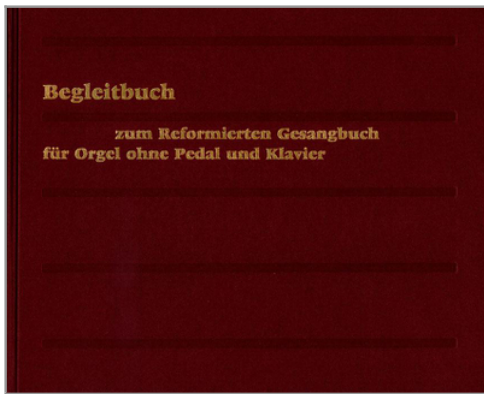 Begleitbuch
zum Reformierten Gesangbuch
für Orgel ohne Pedal und Klavier